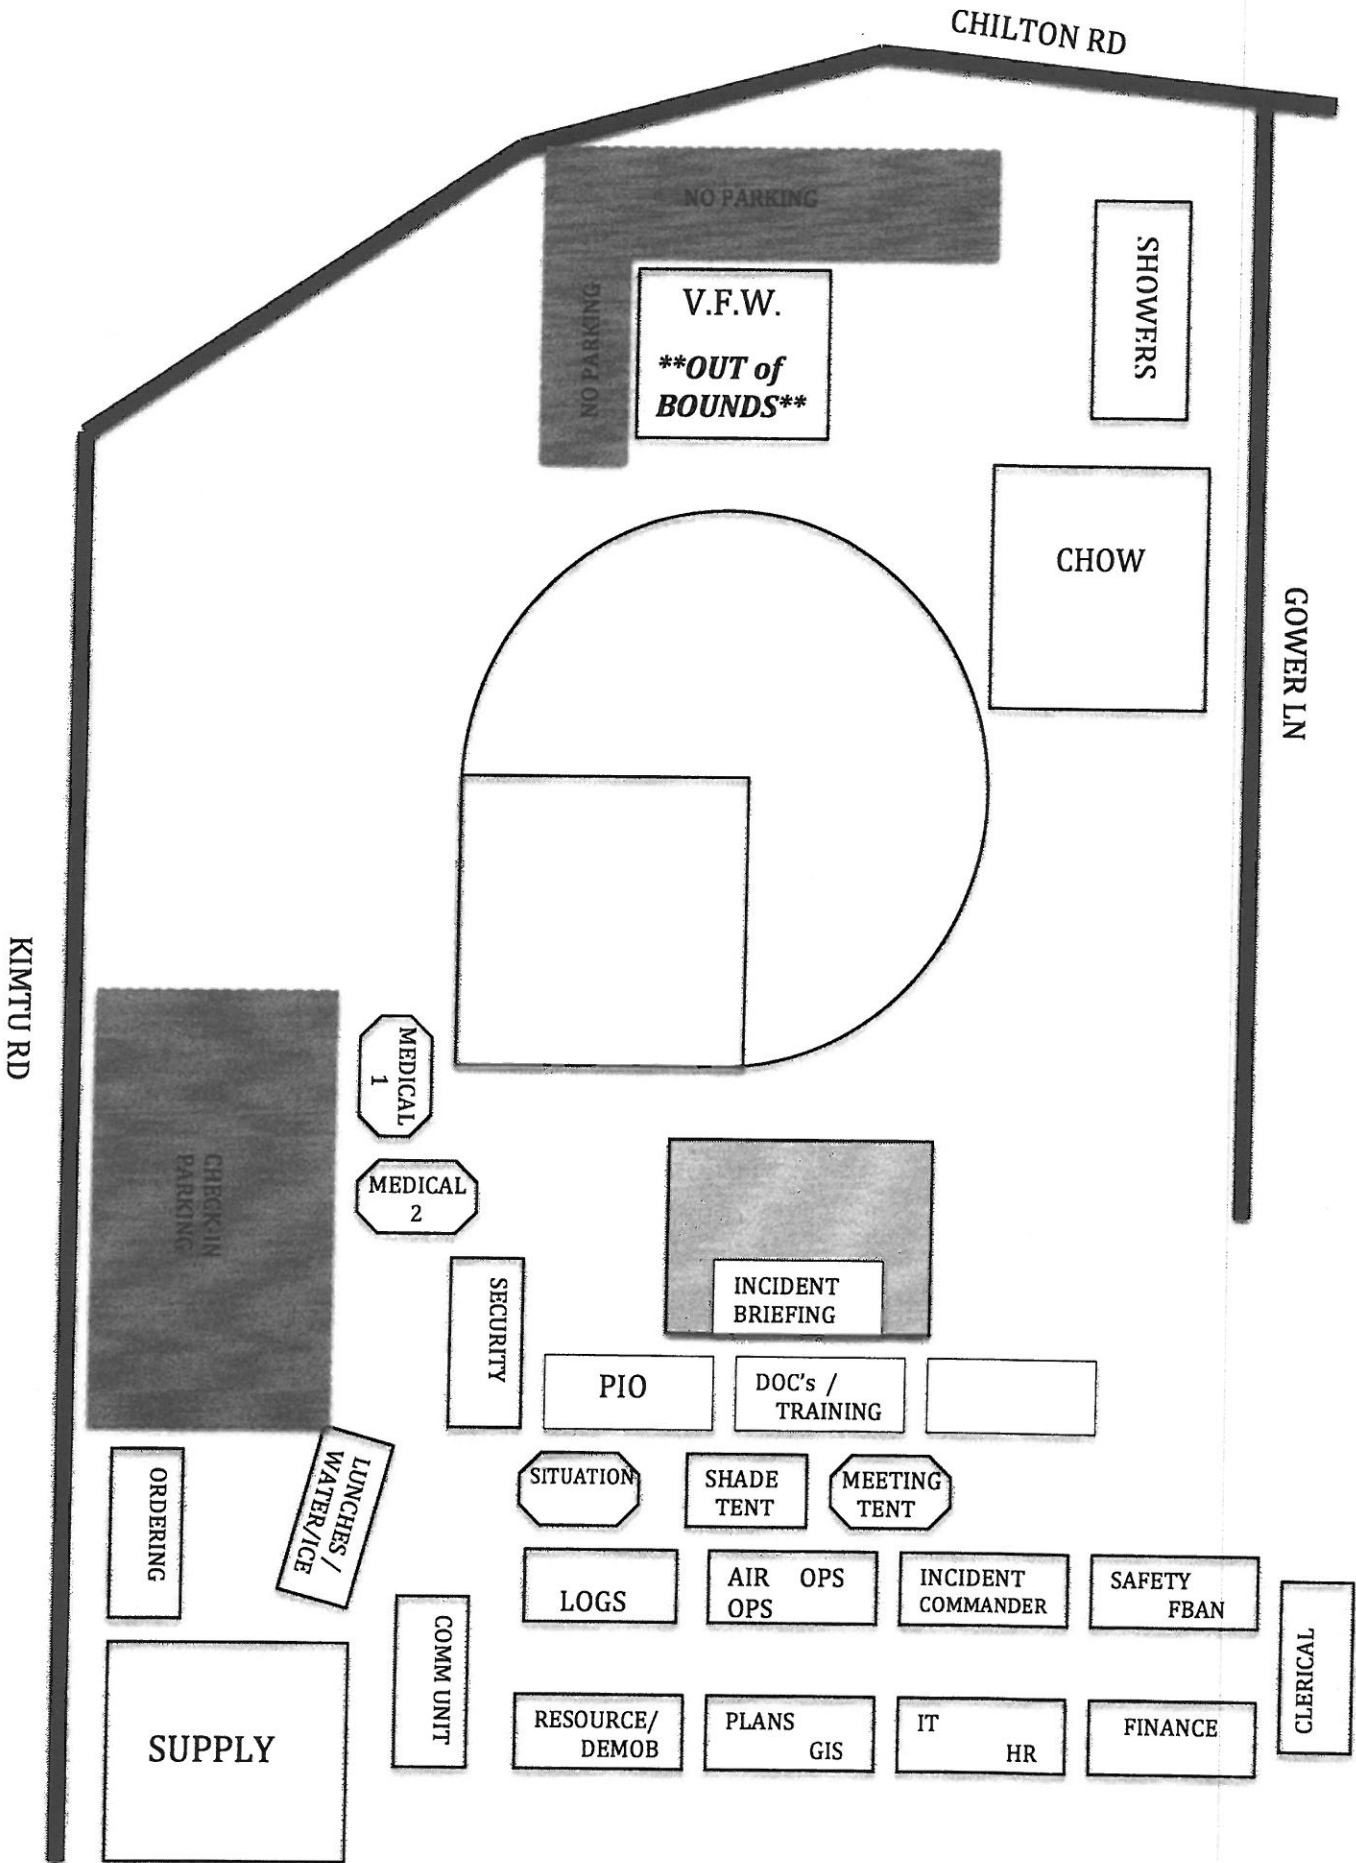 CHILTON RD
NO PARKING
SHOWERS
NO PARKING
V.F.W.
**OUT of
BOUNDS**
CHOW
GOWER LN
KIMTU RD
MEDICAL
1
CHECK-IN
PARKING
MEDICAL
2
SECURITY
INCIDENT
BRIEFING
PIO
DOC's /
TRAINING
ORDERING
LUNCHES /
WATER/ICE
SITUATION
SHADE
TENT
MEETING
TENT
LOGS
AIR OPS
OPS
INCIDENT
COMMANDER
SAFETY
FBAN
CLERICAL
COMM UNIT
SUPPLY
RESOURCE/
DEMOB
PLANS
GIS
IT
HR
FINANCE